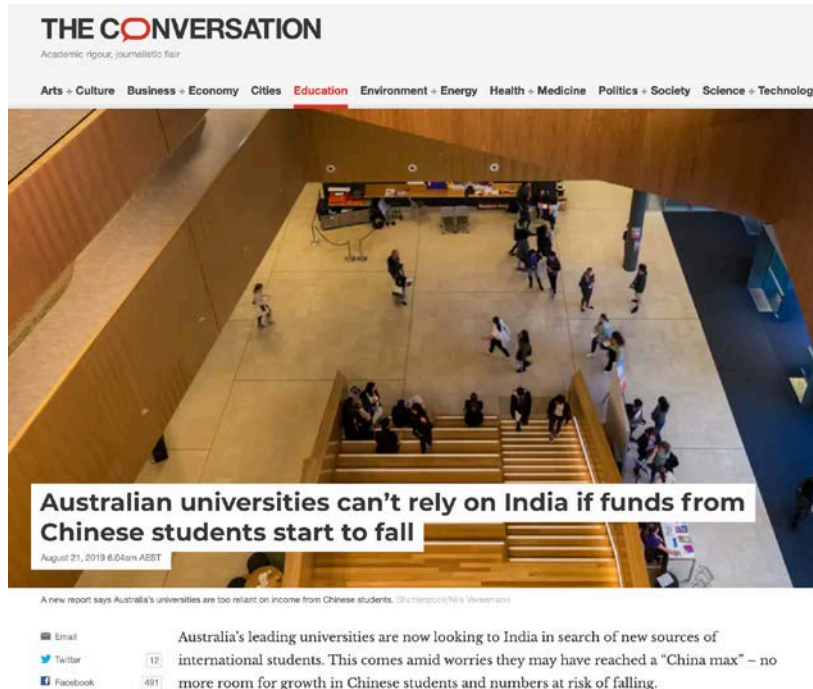 THE CONVERSATION
Academic rigour, journalistic flair
Arts + Culture Business + Economy Cities Education Environment + Energy Health + Medicine Politics + Society Science + Technolog
Australian universities can't rely on India if funds from
Chinese students start to fall
August 21, 2019 6.04am AEST
A new report says Australia's universities are too reliant on income from Chinese students. Shutterstock/Nils Versemann
Email
Australia's leading universities are now looking to India in search of new sources of
Twitter 12
international students. This comes amid worries they may have reached a “China max” – no
Facebook 491
more room for growth in Chinese students and numbers at risk of falling.